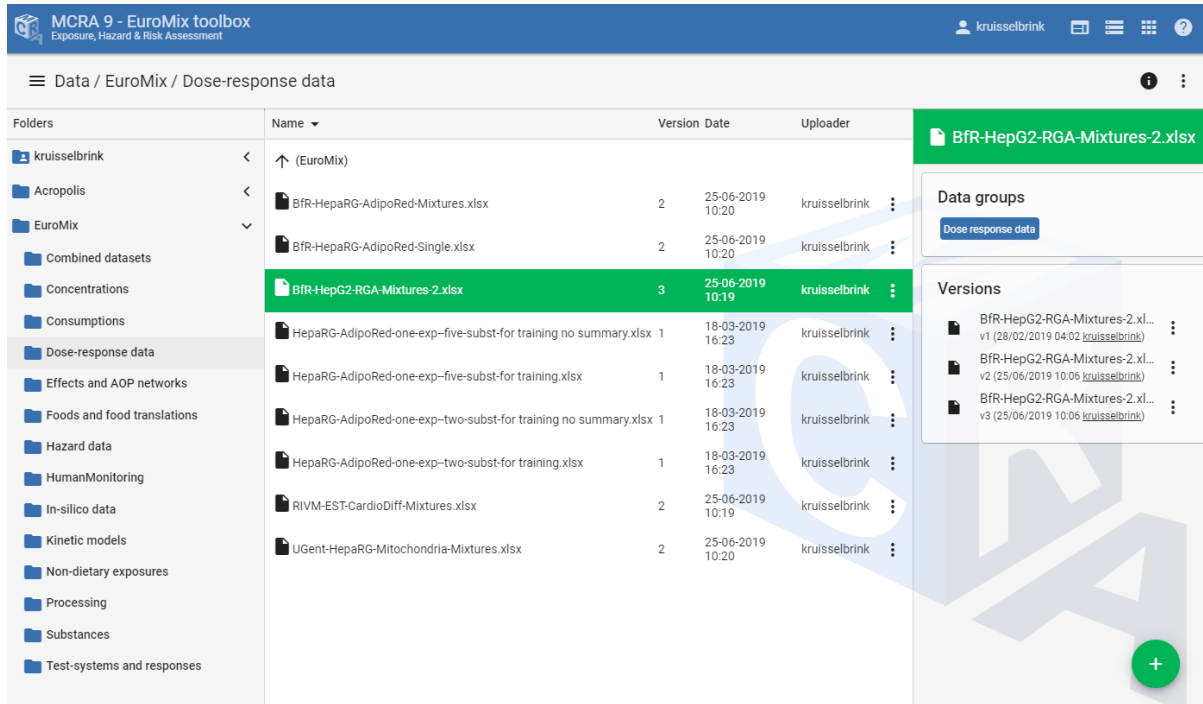 MCRA 9 - EuroMix toolbox
Exposure, Hazard & Risk Assessment
kruisselbrink
Data / EuroMix / Dose-response data
Folders
kruisselbrink
Acropolis
EuroMix
Combined datasets
Concentrations
Consumptions
Dose-response data
Effects and AOP networks
Foods and food translations
Hazard data
HumanMonitoring
In-silico data
Kinetic models
Non-dietary exposures
Processing
Substances
Test-systems and responses
Name Version Date Uploader
(EuroMix)
BfR-HepaRG-AdipoRed-Mixtures.xlsx 2 25-06-2019 10:20 kruisselbrink
BfR-HepaRG-AdipoRed-Single.xlsx 2 25-06-2019 10:20 kruisselbrink
BfR-HepG2-RGA-Mixtures-2.xlsx 3 25-06-2019 10:19 kruisselbrink
HepaRG-AdipoRed-one-exp--five-subst-for training no summary.xlsx 1 18-03-2019 16:23 kruisselbrink
HepaRG-AdipoRed-one-exp--five-subst-for training.xlsx 1 18-03-2019 16:23 kruisselbrink
HepaRG-AdipoRed-one-exp--two-subst-for training no summary.xlsx 1 18-03-2019 16:23 kruisselbrink
HepaRG-AdipoRed-one-exp--two-subst-for training.xlsx 1 18-03-2019 16:23 kruisselbrink
RIVM-EST-CardioDiff-Mixtures.xlsx 2 25-06-2019 10:19 kruisselbrink
UGent-HepaRG-Mitochondria-Mixtures.xlsx 2 25-06-2019 10:20 kruisselbrink
BfR-HepG2-RGA-Mixtures-2.xlsx
Data groups
Dose response data
Versions
BfR-HepG2-RGA-Mixtures-2.xl...
v1 (28/02/2019 04:02 kruisselbrink)
BfR-HepG2-RGA-Mixtures-2.xl...
v2 (25/06/2019 10:06 kruisselbrink)
BfR-HepG2-RGA-Mixtures-2.xl...
v3 (25/06/2019 10:06 kruisselbrink)